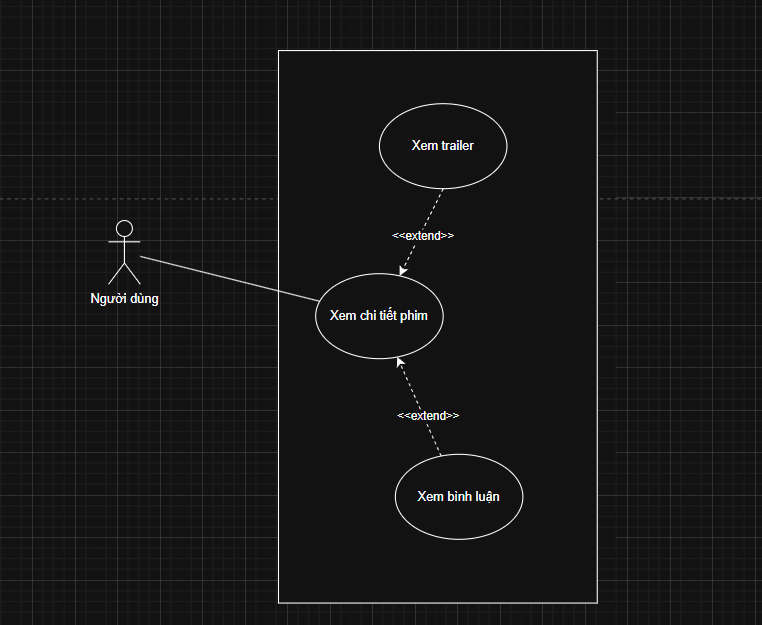 Xem trailer
<<extend>>
Người dùng
Xem chi tiết phim
<<extend>>
Xem bình luận